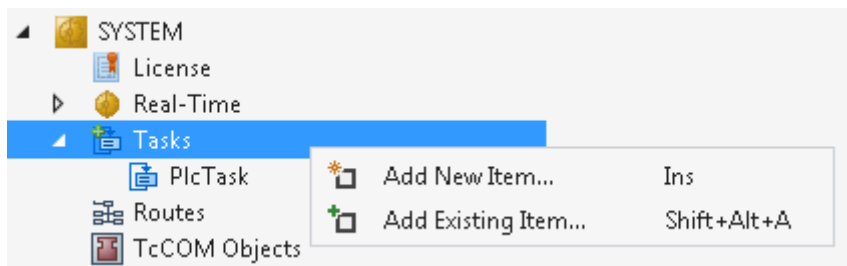 SYSTEM
License
Real-Time
Tasks
PlcTask
Add New Item... Ins
Routes
Add Existing Item... Shift+Alt+A
TcCOM Objects